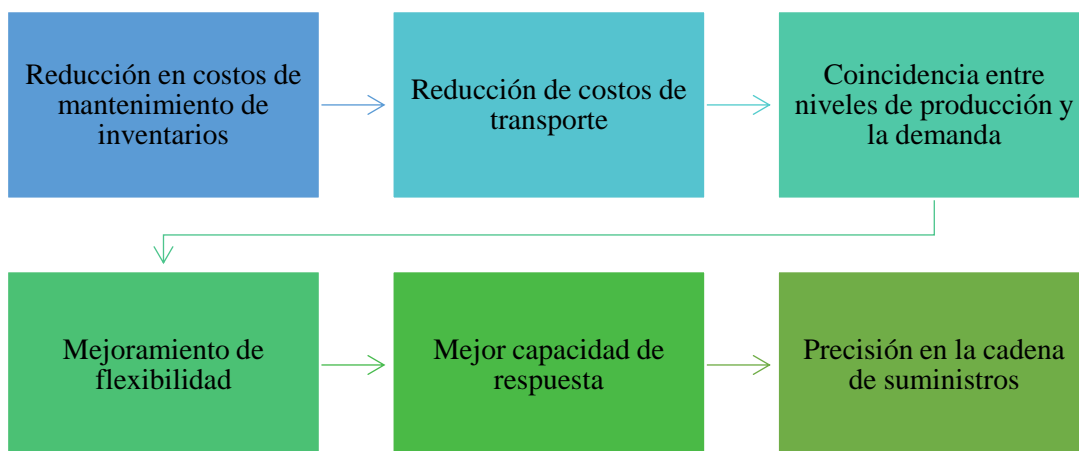 Reducción en costos de
mantenimiento de
inventarios
Reducción de costos de
transporte
Coincidencia entre
niveles de producción y
la demanda
Mejoramiento de
flexibilidad
Mejor capacidad de
respuesta
Precisión en la cadena
de suministros